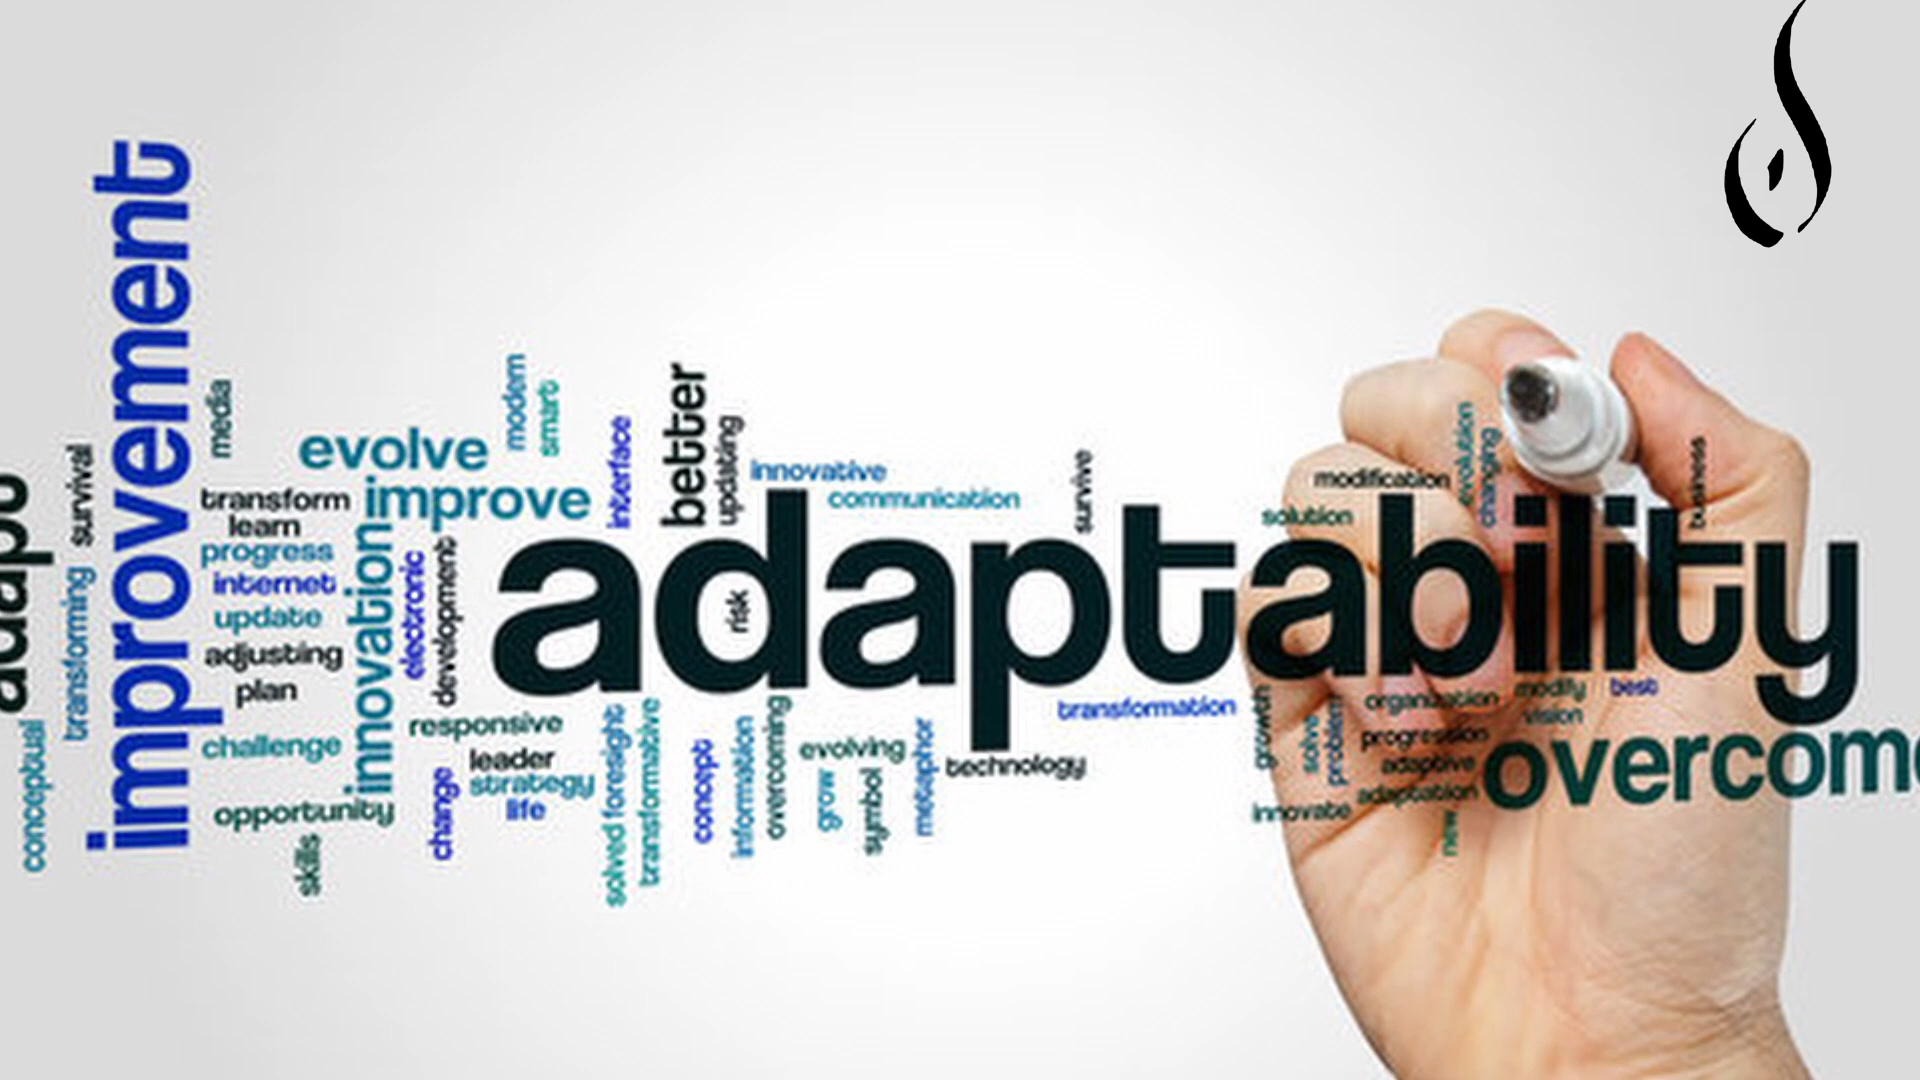 adapt
survival
transforming
conceptual
improvement
media
evolve
transform
improve
learn
progress
internet
update
adjusting
plan
challenge
opportunity
skills
innovation
electronic
development
modern
smart
interface
better
updating
innovative
communication
survive
adaptability
risk
responsive
leader
strategy
life
change
solved
foresight
transformative
concept
information
overcoming
evolving
grow
symbol
metaphor
technology
transformation
modification
evolution
changing
solution
business
growth
solve
problem
organization
modify
best
vision
progression
adaptive
adaptation
innovate
new
overcome